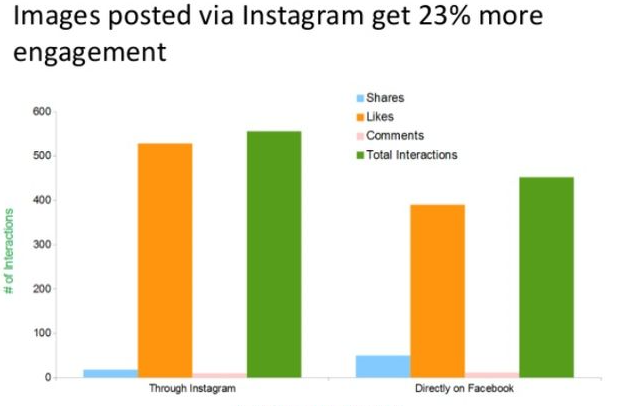 Images posted via Instagram get 23% more
engagement
Shares
Likes
Comments
Total Interactions
600
500
400
300
200
100
0
# of Interactions
Through Instagram
Directly on Facebook